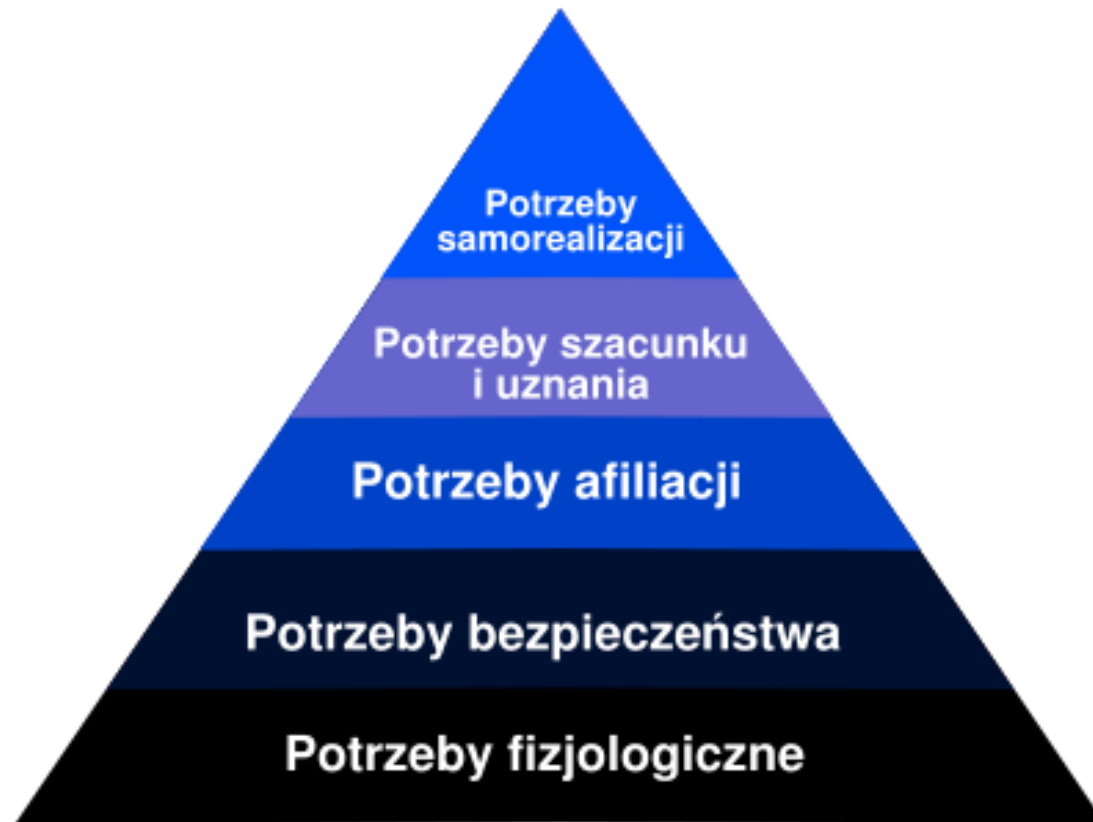 Potrzeby
samorealizacji
Potrzeby szacunku
i uznania
Potrzeby afiliacji
Potrzeby bezpieczeństwa
Potrzeby fizjologiczne